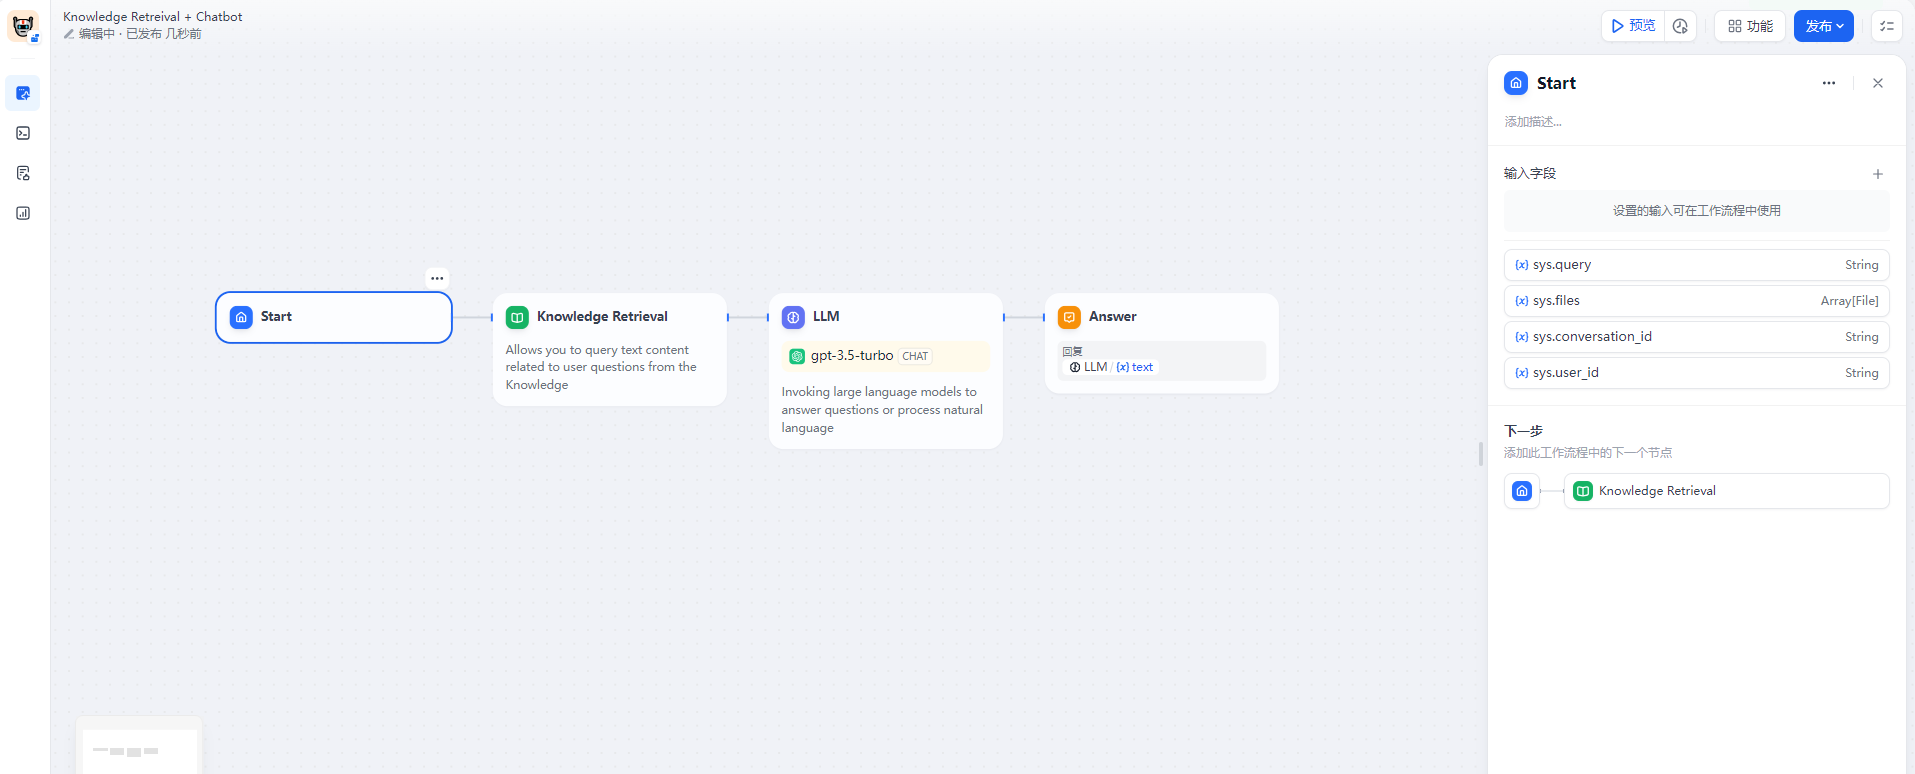 Knowledge Retreival + Chatbot
编辑中 · 已发布 几秒前
预览
功能
发布
Start
Knowledge Retrieval
Allows you to query text content
related to user questions from the
Knowledge
LLM
gpt-3.5-turbo CHAT
Invoking large language models to
answer questions or process natural
language
Answer
回复
LLM / {x} text
Start
添加描述...
输入字段
设置的输入可在工作流程中使用
{x} sys.query String
{x} sys.files Array[File]
{x} sys.conversation_id String
{x} sys.user_id String
下一步
添加此工作流程中的下一个节点
Knowledge Retrieval